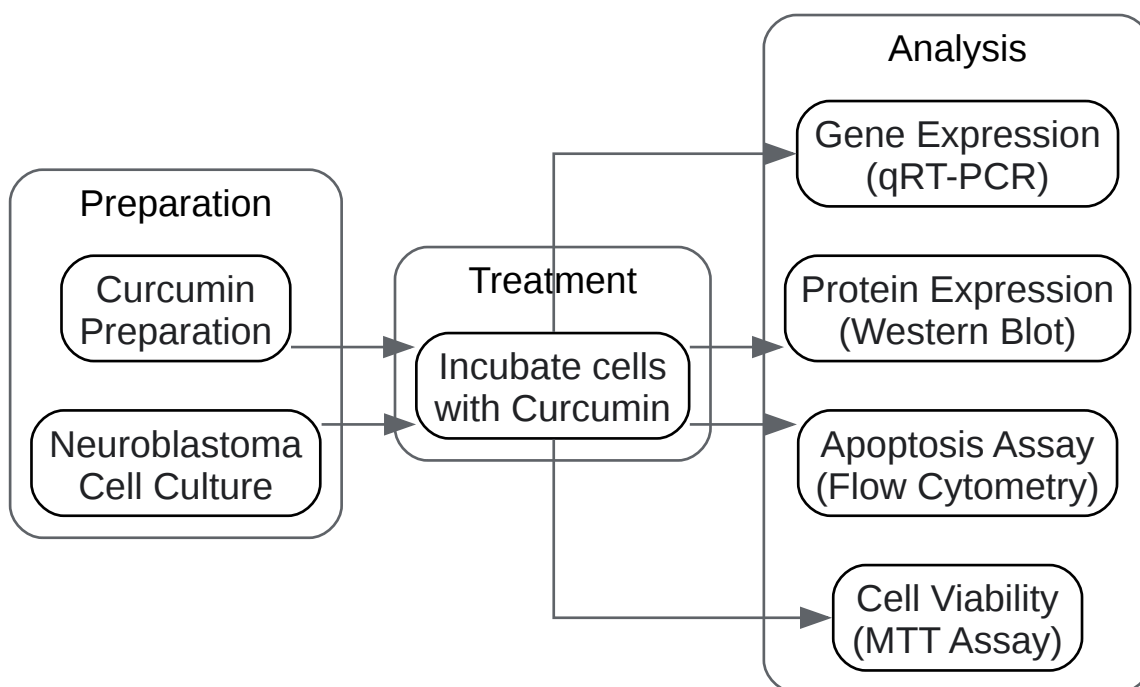 Preparation
Curcumin
Preparation
Neuroblastoma
Cell Culture
Treatment
Incubate cells
with Curcumin
Analysis
Gene Expression
(qRT-PCR)
Protein Expression
(Western Blot)
Apoptosis Assay
(Flow Cytometry)
Cell Viability
(MTT Assay)